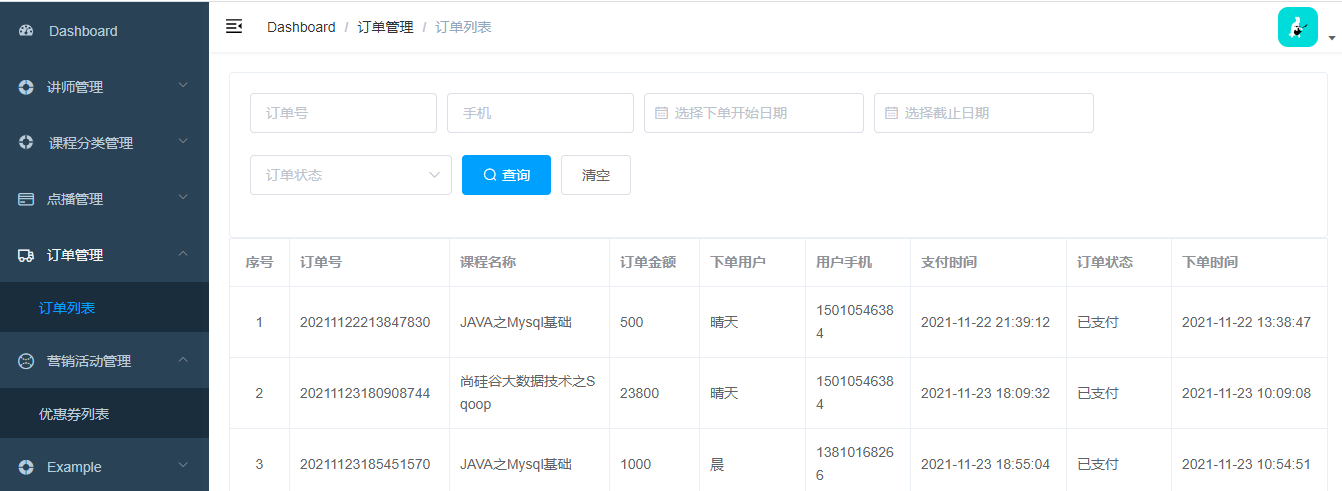 Dashboard
讲师管理
课程分类管理
点播管理
订单管理
订单列表
营销活动管理
优惠券列表
Example
Dashboard / 订单管理 / 订单列表
订单号 手机 选择下单开始日期 选择截止日期
订单状态 查询 清空
序号 订单号 课程名称 订单金额 下单用户 用户手机 支付时间 订单状态 下单时间
1 20211122213847830 JAVA之Mysql基础 500 晴天 1501054638 2021-11-22 21:39:12 已支付 2021-11-22 13:38:47
4
2 20211123180908744 尚硅谷大数据技术之S 23800 晴天 1501054638 2021-11-23 18:09:32 已支付 2021-11-23 10:09:08
qoop 4
3 20211123185451570 JAVA之Mysql基础 1000 晨 1381016826 2021-11-23 18:55:04 已支付 2021-11-23 10:54:51
6